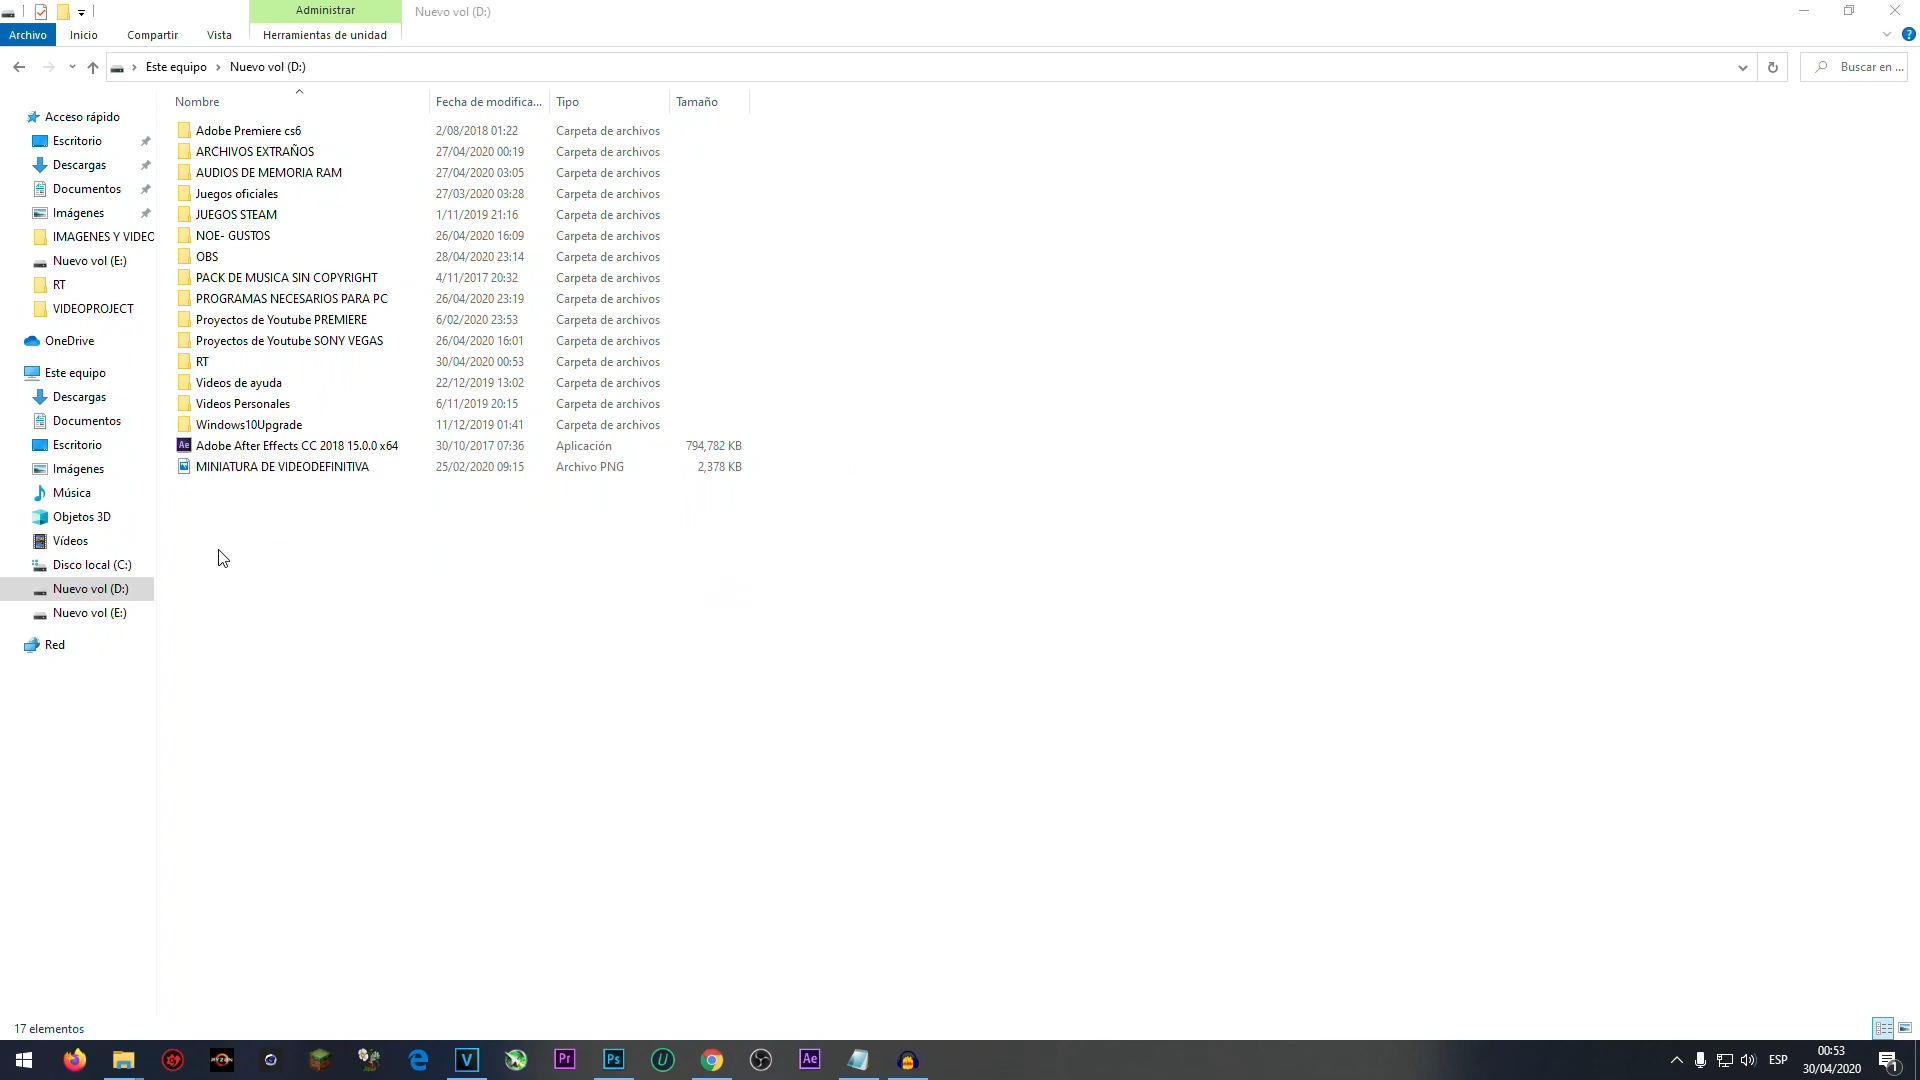 Administrar
Nuevo vol (D:)
Archivo
Inicio
Compartir
Vista
Herramientas de unidad
Este equipo
Nuevo vol (D:)
Buscar en ...
Acceso rápido
Escritorio
Descargas
Documentos
Imágenes
IMAGENES Y VIDEO
Nuevo vol (E:)
RT
VIDEOPROJECT
OneDrive
Este equipo
Descargas
Documentos
Escritorio
Imágenes
Música
Objetos 3D
Vídeos
Disco local (C:)
Nuevo vol (D:)
Nuevo vol (E:)
Red
Nombre Fecha de modifica... Tipo Tamaño
Adobe Premiere cs6 2/08/2018 01:22 Carpeta de archivos
ARCHIVOS EXTRAÑOS 27/04/2020 00:19 Carpeta de archivos
AUDIOS DE MEMORIA RAM 27/04/2020 03:05 Carpeta de archivos
Juegos oficiales 27/03/2020 03:28 Carpeta de archivos
JUEGOS STEAM 1/11/2019 21:16 Carpeta de archivos
NOE- GUSTOS 26/04/2020 16:09 Carpeta de archivos
OBS 28/04/2020 23:14 Carpeta de archivos
PACK DE MUSICA SIN COPYRIGHT 4/11/2017 20:32 Carpeta de archivos
PROGRAMAS NECESARIOS PARA PC 26/04/2020 23:19 Carpeta de archivos
Proyectos de Youtube PREMIERE 6/02/2020 23:53 Carpeta de archivos
Proyectos de Youtube SONY VEGAS 26/04/2020 16:01 Carpeta de archivos
RT 30/04/2020 00:53 Carpeta de archivos
Videos de ayuda 22/12/2019 13:02 Carpeta de archivos
Videos Personales 6/11/2019 20:15 Carpeta de archivos
Windows10Upgrade 11/12/2019 01:41 Carpeta de archivos
Ae Adobe After Effects CC 2018 15.0.0 x64 30/10/2017 07:36 Aplicación 794,782 KB
MINIATURA DE VIDEODEFINITIVA 25/02/2020 09:15 Archivo PNG 2,378 KB
17 elementos
RYZEN
V
Pr
Ps
U
Ae
ESP
00:53
30/04/2020
1